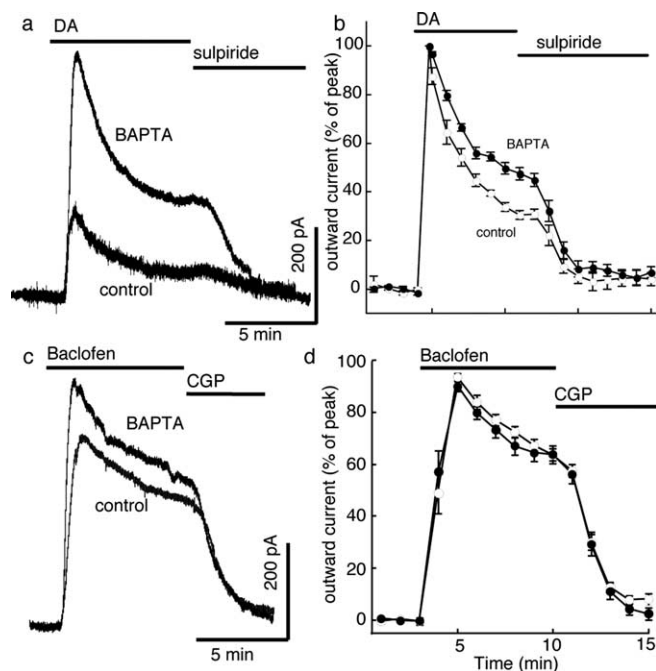 a
DA
sulpiride
BAPTA
control
200 pA
5 min
b
DA
sulpiride
BAPTA
control
outward current (% of peak)
100
80
60
40
20
0
c
Baclofen
CGP
BAPTA
control
200 pA
5 min
d
Baclofen
CGP
outward current (% of peak)
100
80
60
40
20
0
5
10
15
Time (min)